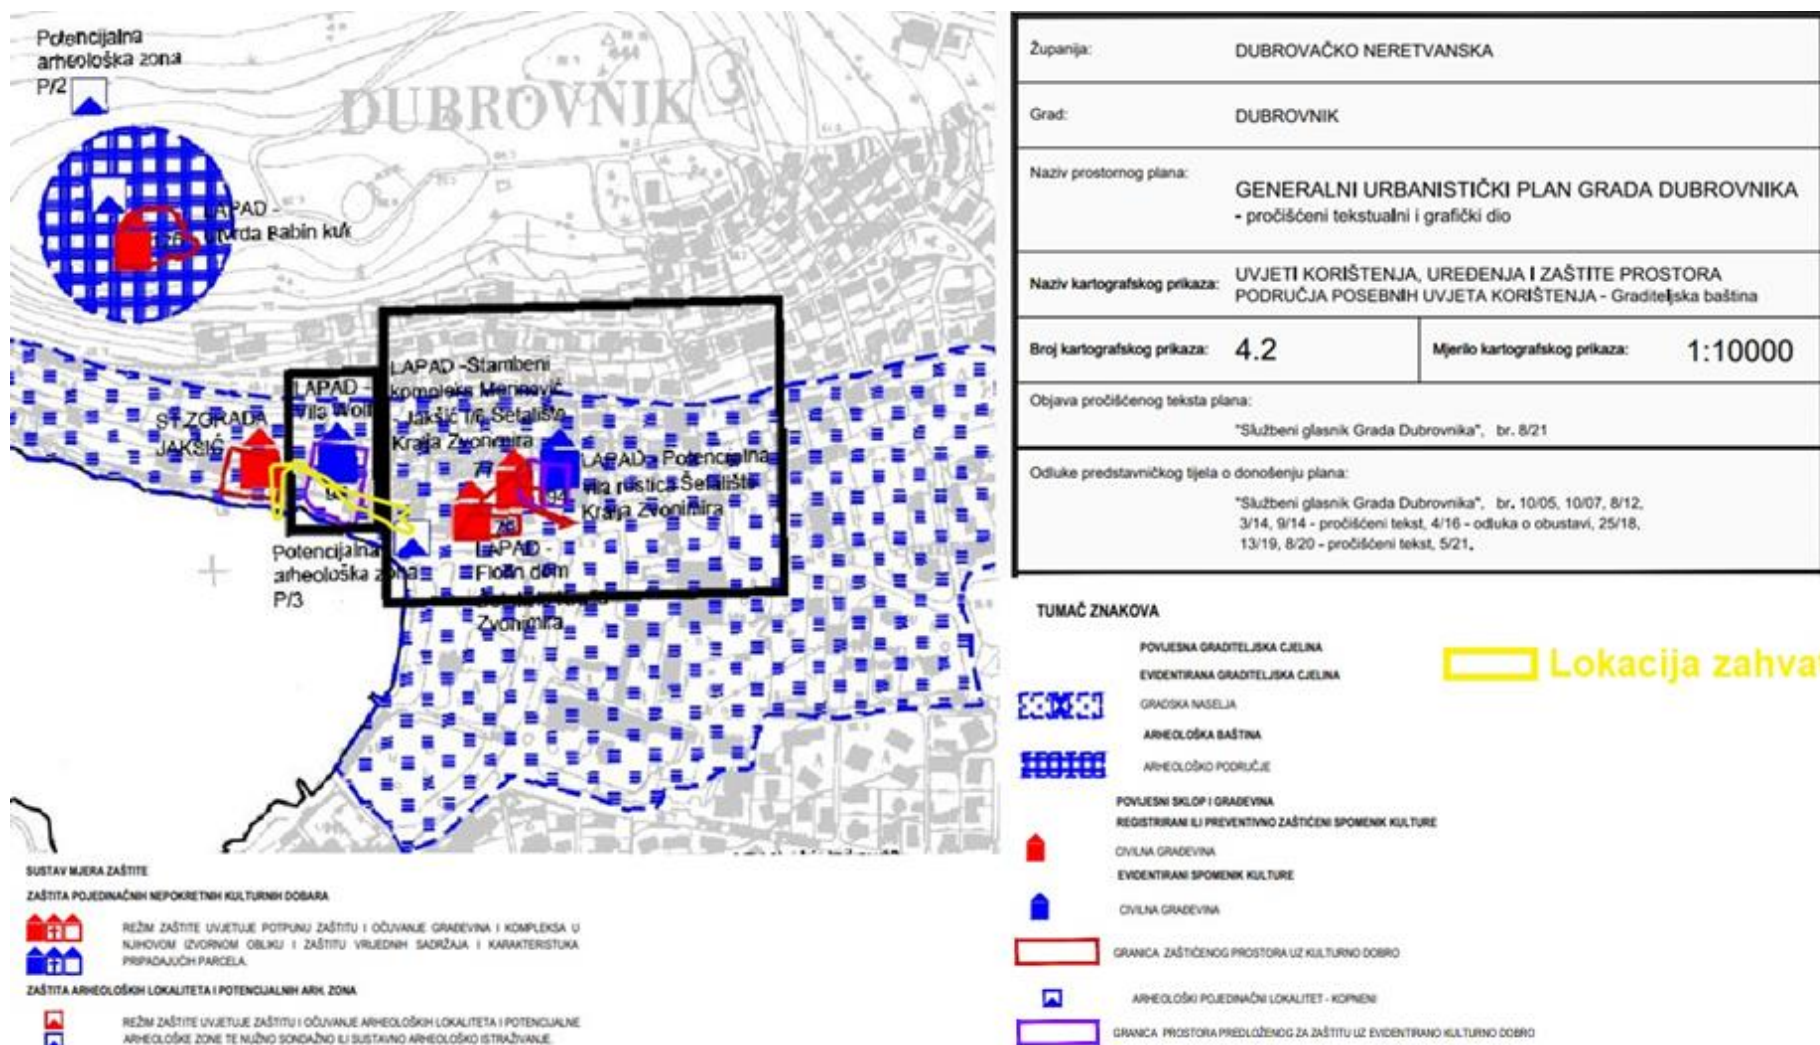 Potencijalna
arheološka zona
P/2
DUBROVNIK
LAPAD -
utvrda Babin kuk
LAPAD -
Vila Wolf
ST.ZGRADA
JAKŠIĆ
LAPAD -Stambeni
kompleks
Jakšić Šetalište
Kralja Zvonimira
77
94
LAPAD - Potencijalna
vila rustica Šetalište
Kralja Zvonimira
LAPAD -
dom
Zvonimira
Potencijalna
arheološka zona
P/3
Županija: DUBROVAČKO NERETVANSKA
Grad: DUBROVNIK
Naziv prostornog plana: GENERALNI URBANISTIČKI PLAN GRADA DUBROVNIKA
- pročišćeni tekstualni i grafički dio
Naziv kartografskog prikaza: UVJETI KORIŠTENJA, UREĐENJA I ZAŠTITE PROSTORA
PODRUČJA POSEBNIH UVJETA KORIŠTENJA - Graditeljska baština
Broj kartografskog prikaza: 4.2 Mjerilo kartografskog prikaza: 1:10000
Objava pročišćenog teksta plana:
"Službeni glasnik Grada Dubrovnika", br. 8/21
Odluke predstavničkog tijela o donošenju plana:
"Službeni glasnik Grada Dubrovnika", br. 10/05, 10/07, 8/12,
3/14, 9/14 - pročišćeni tekst, 4/16 - odluka o obustavi, 25/18,
13/19, 8/20 - pročišćeni tekst, 5/21.
TUMAČ ZNAKOVA
POVIJESNA GRADITELJSKA CJELINA
EVIDENTIRANA GRADITELJSKA CJELINA
GRADSKA NASELJA
ARHEOLOŠKA BAŠTINA
ARHEOLOŠKO PODRUČJE
POVIJESNI SKLOP I GRAĐEVINA
REGISTRIRANI ILI PREVENTIVNO ZAŠTIĆENI SPOMENIK KULTURE
CIVILNA GRAĐEVINA
EVIDENTIRANI SPOMENIK KULTURE
CIVILNA GRAĐEVINA
GRANICA ZAŠTIĆENOG PROSTORA UZ KULTURNO DOBRO
ARHEOLOŠKI POJEDINAČNI LOKALITET - KOPNENI
GRANICA PROSTORA PREDLOŽENOG ZA ZAŠTITU UZ EVIDENTIRANO KULTURNO DOBRO
Lokacija zahvat
SUSTAV MJERA ZAŠTITE
ZAŠTITA POJEDINAČNIH NEPOKRETNIH KULTURNIH DOBARA
REŽIM ZAŠTITE UVJETUJE POTPUNU ZAŠTITU I OČUVANJE GRAĐEVINA I KOMPLEKSA U
NJIHOVOM IZVORNOM OBLIKU I ZAŠTITU VRIJEDNIH SADRŽAJA I KARAKTERISTUKA
PRIPADAJUĆIH PARCELA.
ZAŠTITA ARHEOLOŠKIH LOKALITETA I POTENCIJALNIH ARH. ZONA
REŽIM ZAŠTITE UVJETUJE ZAŠTITU I OČUVANJE ARHEOLOŠKIH LOKALITETA I POTENCIJALNE
ARHEOLOŠKE ZONE TE NUŽNO SONDAŽNO ILI SUSTAVNO ARHEOLOŠKO ISTRAŽIVANJE.